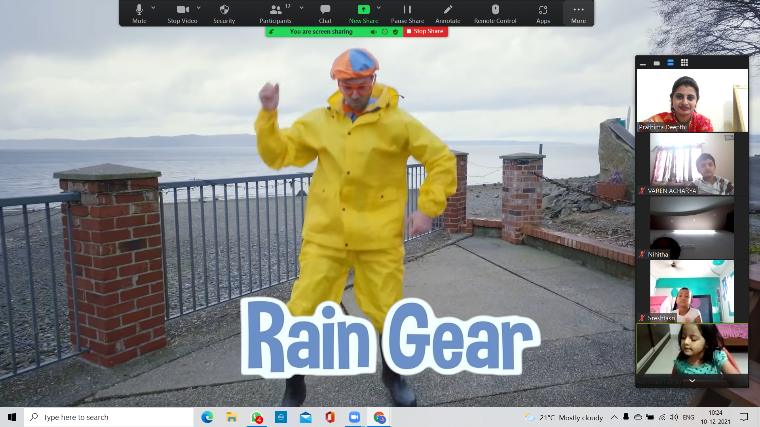 Mute
Stop Video
Security
Participants
12
Chat
New Share
Pause Share
Annotate
Remote Control
Apps
More
You are screen sharing
Stop Share
Prathima Deepthi
VAREN ACHARYA
Nihitha
Sreshtasri
Rain Gear
Type here to search
21°C Mostly cloudy
ENG
10:24
10-12-2021